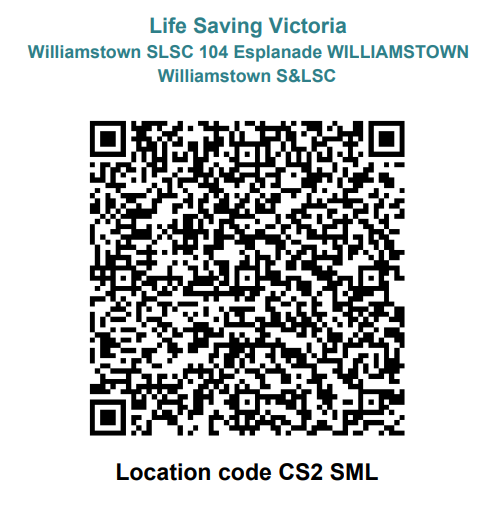 Life Saving Victoria
Williamstown SLSC 104 Esplanade WILLIAMSTOWN
Williamstown S&LSC
Location code CS2 SML